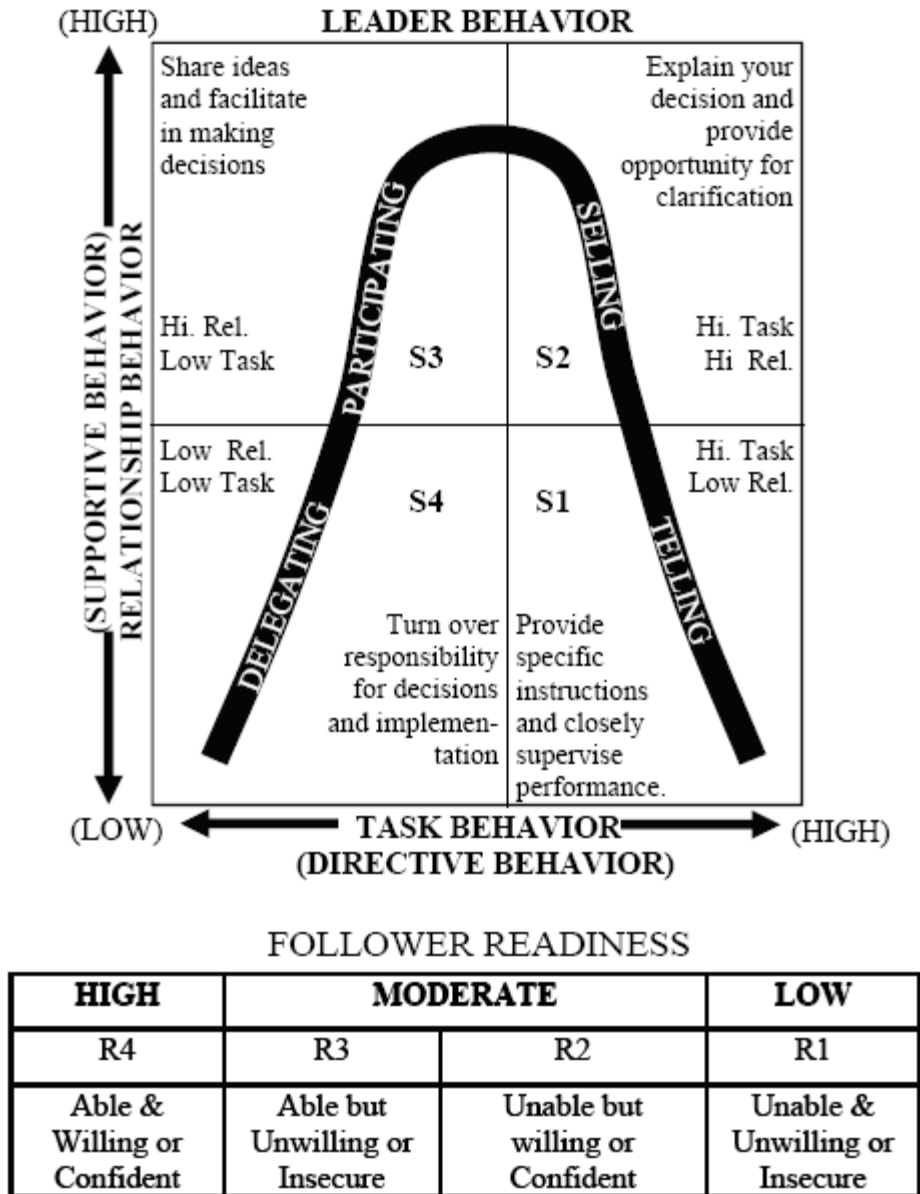 (HIGH)
LEADER BEHAVIOR
Share ideas
and facilitate
in making
decisions
Explain your
decision and
provide
opportunity for
clarification
PARTICIPATING
SELLING
(SUPPORTIVE BEHAVIOR)
RELATIONSHIP BEHAVIOR
Hi. Rel.
Low Task
S3
S2
Hi. Task
Hi Rel.
Low Rel.
Low Task
S4
S1
Hi. Task
Low Rel.
DELEGATING
TELLING
Turn over
responsibility
for decisions
and implemen-
tation
Provide
specific
instructions
and closely
supervise
performance.
(LOW)
TASK BEHAVIOR
(DIRECTIVE BEHAVIOR)
(HIGH)
FOLLOWER READINESS
HIGH
MODERATE
LOW
R4
R3
R2
R1
Able &
Willing or
Confident
Able but
Unwilling or
Insecure
Unable but
willing or
Confident
Unable &
Unwilling or
Insecure